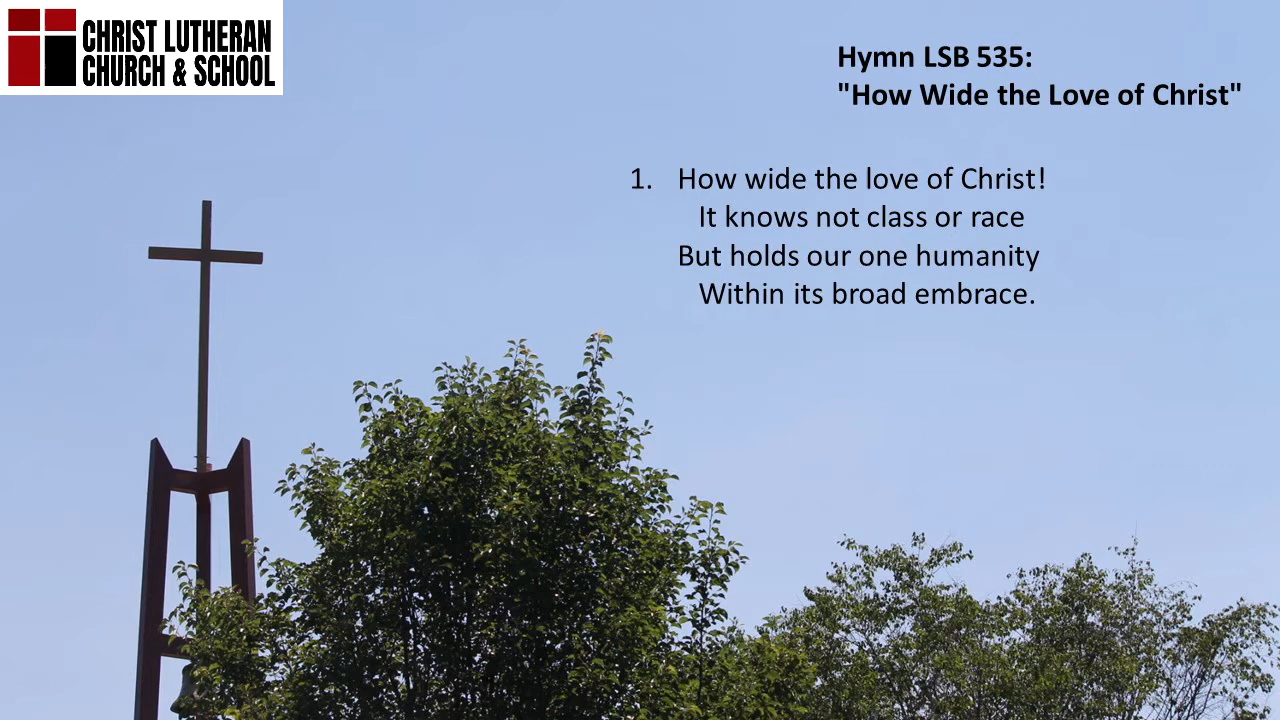 CHRIST LUTHERAN
CHURCH & SCHOOL
Hymn LSB 535:
"How Wide the Love of Christ"
1. How wide the love of Christ!
It knows not class or race
But holds our one humanity
Within its broad embrace.